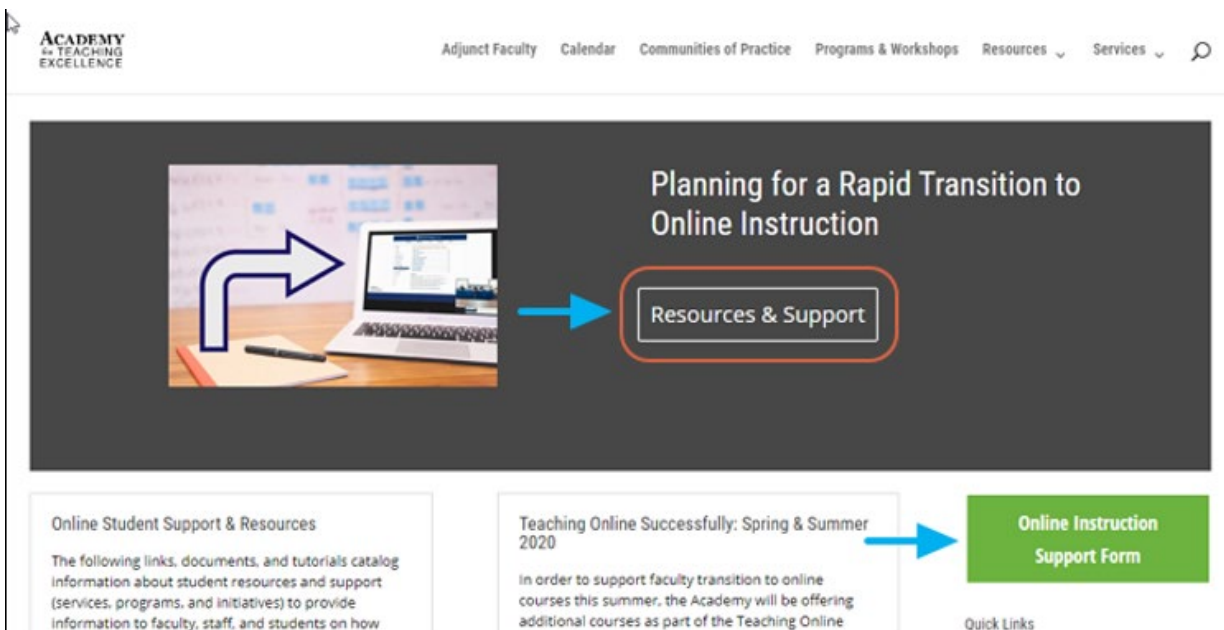 ACADEMY
for TEACHING
EXCELLENCE
Adjunct Faculty Calendar Communities of Practice Programs & Workshops Resources Services
Planning for a Rapid Transition to
Online Instruction
Resources & Support
Online Student Support & Resources
The following links, documents, and tutorials catalog
information about student resources and support
(services, programs, and initiatives) to provide
information to faculty, staff, and students on how
Teaching Online Successfully: Spring & Summer
2020
In order to support faculty transition to online
courses this summer, the Academy will be offering
additional courses as part of the Teaching Online
Online Instruction
Support Form
Quick Links